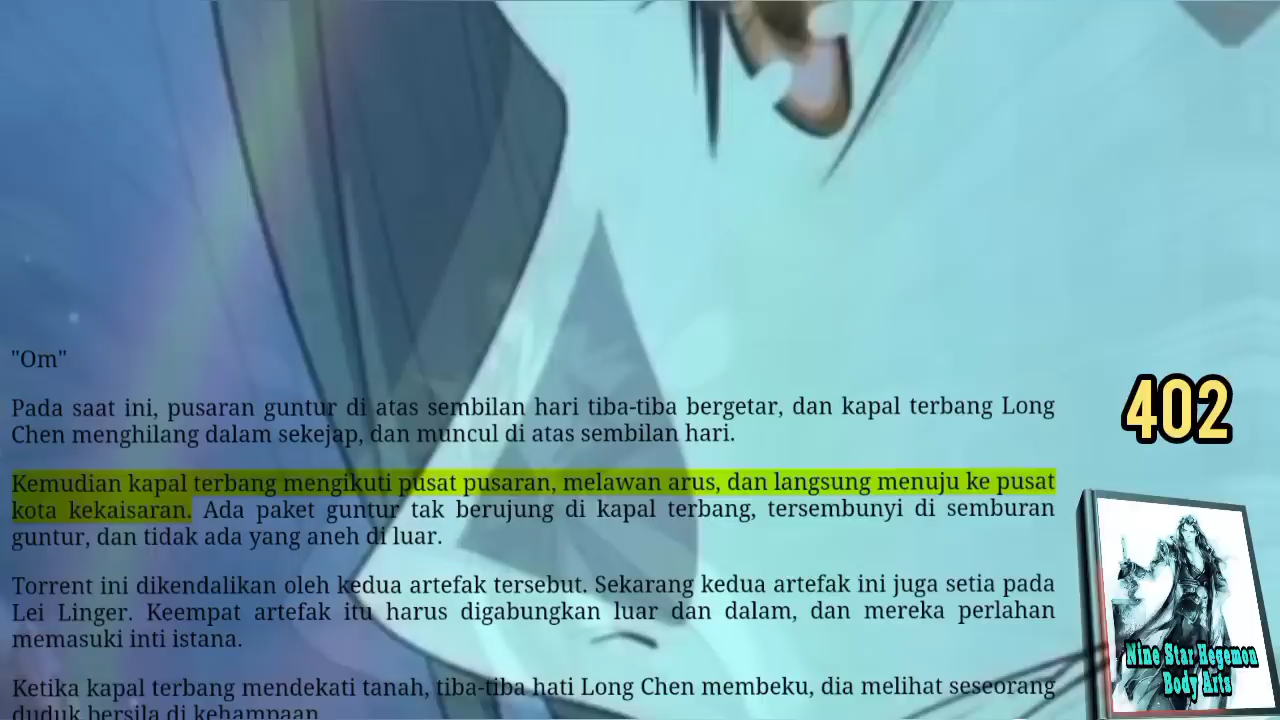 "Om"
Pada saat ini, pusaran guntur di atas sembilan hari tiba-tiba bergetar, dan kapal terbang Long
Chen menghilang dalam sekejap, dan muncul di atas sembilan hari.
Kemudian kapal terbang mengikuti pusat pusaran, melawan arus, dan langsung menuju ke pusat
kota kekaisaran. Ada paket guntur tak berujung di kapal terbang, tersembunyi di semburan
guntur, dan tidak ada yang aneh di luar.
Torrent ini dikendalikan oleh kedua artefak tersebut. Sekarang kedua artefak ini juga setia pada
Lei Linger. Keempat artefak itu harus digabungkan luar dan dalam, dan mereka perlahan
memasuki inti istana.
Ketika kapal terbang mendekati tanah, tiba-tiba hati Long Chen membeku, dia melihat seseorang
duduk bersila di kehampaan
402
Nine Star Hegemon
Body Arts